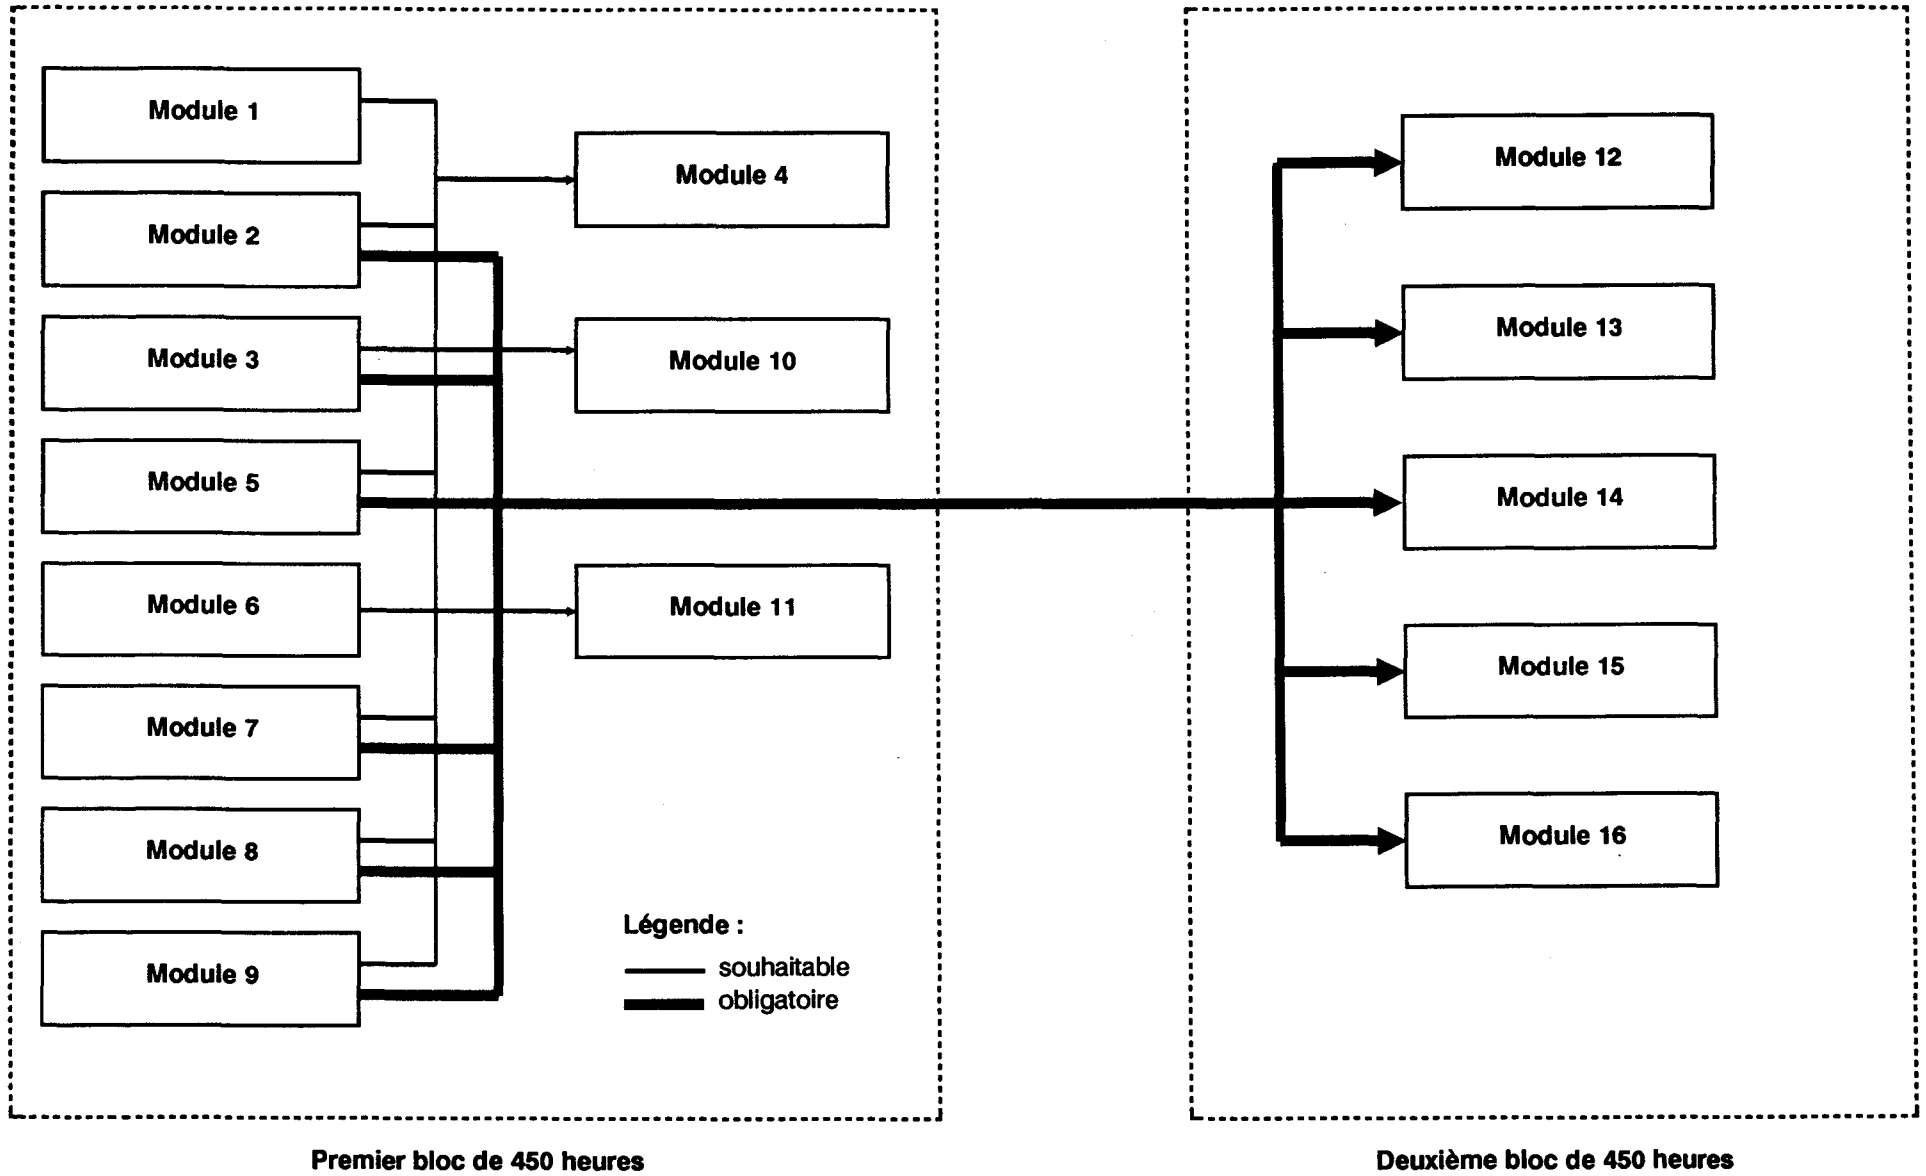 Module 1
Module 2
Module 3
Module 5
Module 6
Module 7
Module 8
Module 9
Module 4
Module 10
Module 11
Légende :
souhaitable
obligatoire
Premier bloc de 450 heures
Module 12
Module 13
Module 14
Module 15
Module 16
Deuxième bloc de 450 heures